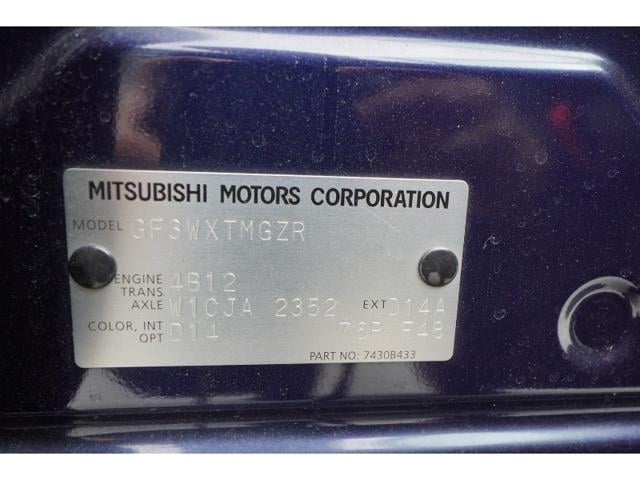 MITSUBISHI MOTORS CORPORATION
MODEL GF3WXTMGZR
ENGINE 4B12
TRANS
AXLE W1CJA 2352 EXT D14A
COLOR, INT
OPT D14 76P F48
PART NO: 7430B433